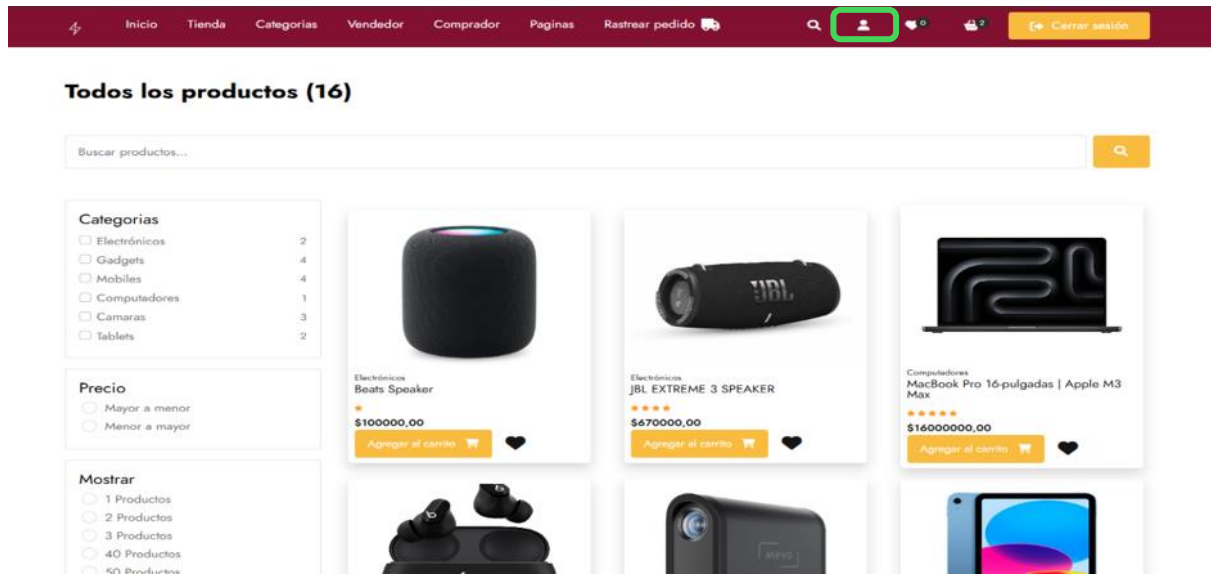 Inicio Tienda Categorias Vendedor Comprador Paginas Rastrear pedido 0 2 Cerrar sesión
Todos los productos (16)
Buscar productos...
Categorias
Electrónicos 2
Gadgets 4
Mobiles 4
Computadores 1
Camaras 3
Tablets 2
Precio
Mayor a menor
Menor a mayor
Mostrar
1 Productos
2 Productos
3 Productos
40 Productos
50 Productos
Electrónicos
Beats Speaker
$100000,00
Agregar al carrito
JBL
Electrónicos
JBL EXTREME 3 SPEAKER
$670000,00
Agregar al carrito
Computadores
MacBook Pro 16-pulgadas | Apple M3
Max
$16000000,00
Agregar al carrito
b
mevo